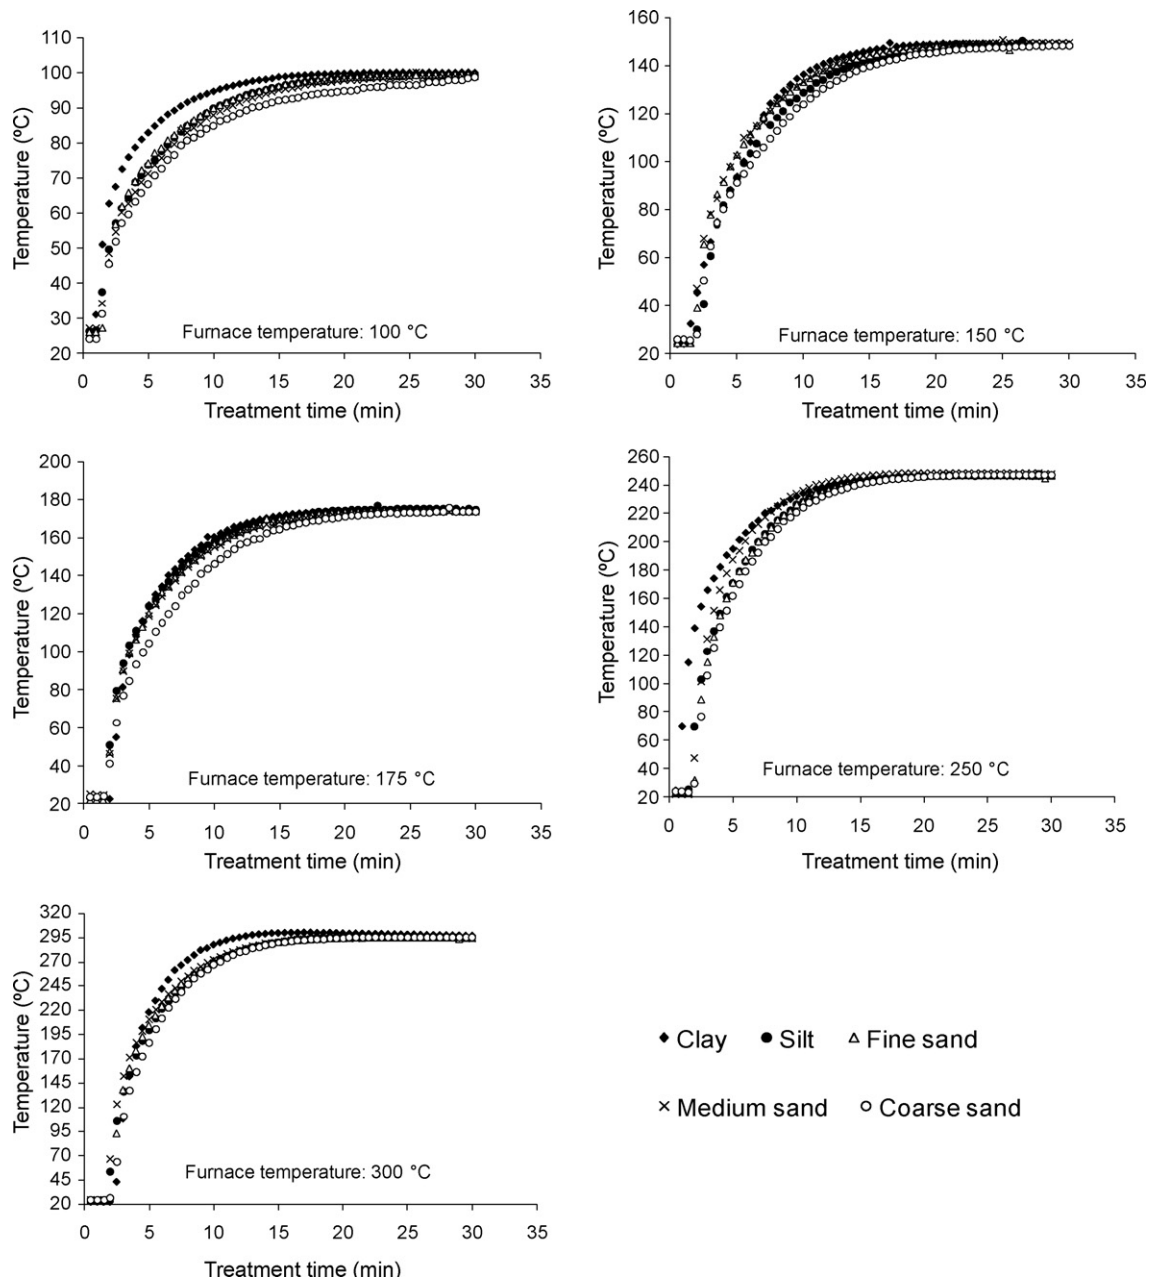 110
100
90
80
70
60
50
40
30
20
Temperature (ºC)
Furnace temperature: 100 °C
0 5 10 15 20 25 30 35
Treatment time (min)
160
140
120
100
80
60
40
20
Temperature (ºC)
Furnace temperature: 150 °C
0 5 10 15 20 25 30 35
Treatment time (min)
200
180
160
140
120
100
80
60
40
20
Temperature (ºC)
Furnace temperature: 175 °C
0 5 10 15 20 25 30 35
Treatment time (min)
260
240
220
200
180
160
140
120
100
80
60
40
20
Temperature (ºC)
Furnace temperature: 250 °C
0 5 10 15 20 25 30 35
Treatment time (min)
320
295
270
245
220
195
170
145
120
95
70
45
20
Temperature (ºC)
Furnace temperature: 300 °C
0 5 10 15 20 25 30 35
Treatment time (min)
Clay Silt Fine sand
Medium sand Coarse sand